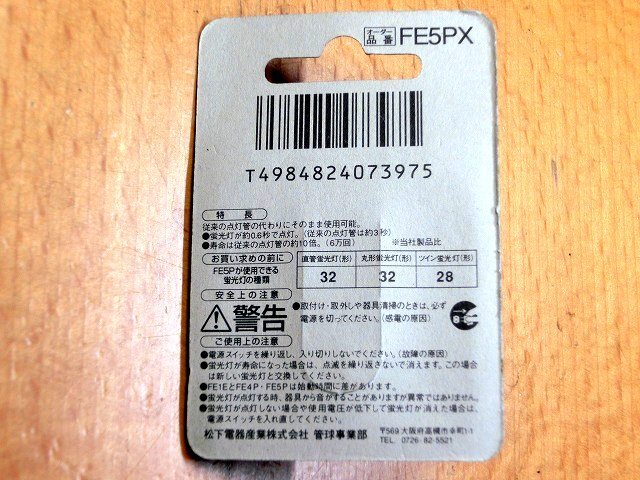 オーダー品番 FE5PX
T4984824073975
特長
従来の点灯管の代わりにそのまま使用可能。
●蛍光灯が約0.6秒で点灯。（従来の点灯管は約3秒）
●寿命は従来の点灯管の約10倍。（6万回） ※当社製品比
お買い求めの前に
FE5Pが使用できる
蛍光灯の種類
直管蛍光灯(形) 丸形蛍光灯(形) ツイン蛍光灯(形)
32 32 28
安全上の注意
警告
●取付け・取外しや器具清掃のときは、必ず
電源を切ってください。（感電の原因）
ご使用上の注意
●電源スイッチを繰り返し、入り切りしないでください。（故障の原因）
●蛍光灯が寿命になった場合は、点滅を繰り返さないで消えます。この場合
は新しい蛍光灯と交換してください。
●FE1EとFE4P・FE5Pは始動時間に差があります。
●蛍光灯が点灯する時、器具から音がすることがありますが異常ではありません。
●蛍光灯が点灯しない場合や使用電圧が低下して蛍光灯が消えた場合は、
電源スイッチを入れ直してください。
松下電器産業株式会社 管球事業部
〒569 大阪府高槻市幸町1-1
TEL. 0726-82-5521